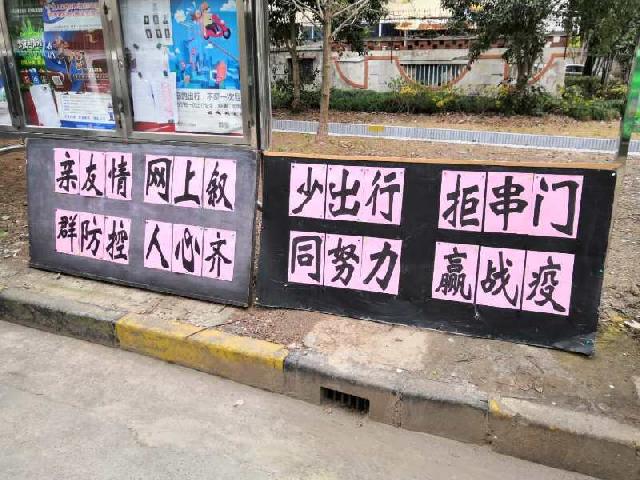 亲友情 网上叙
群防控 人心齐
少出行 拒串门
同努力 赢战疫